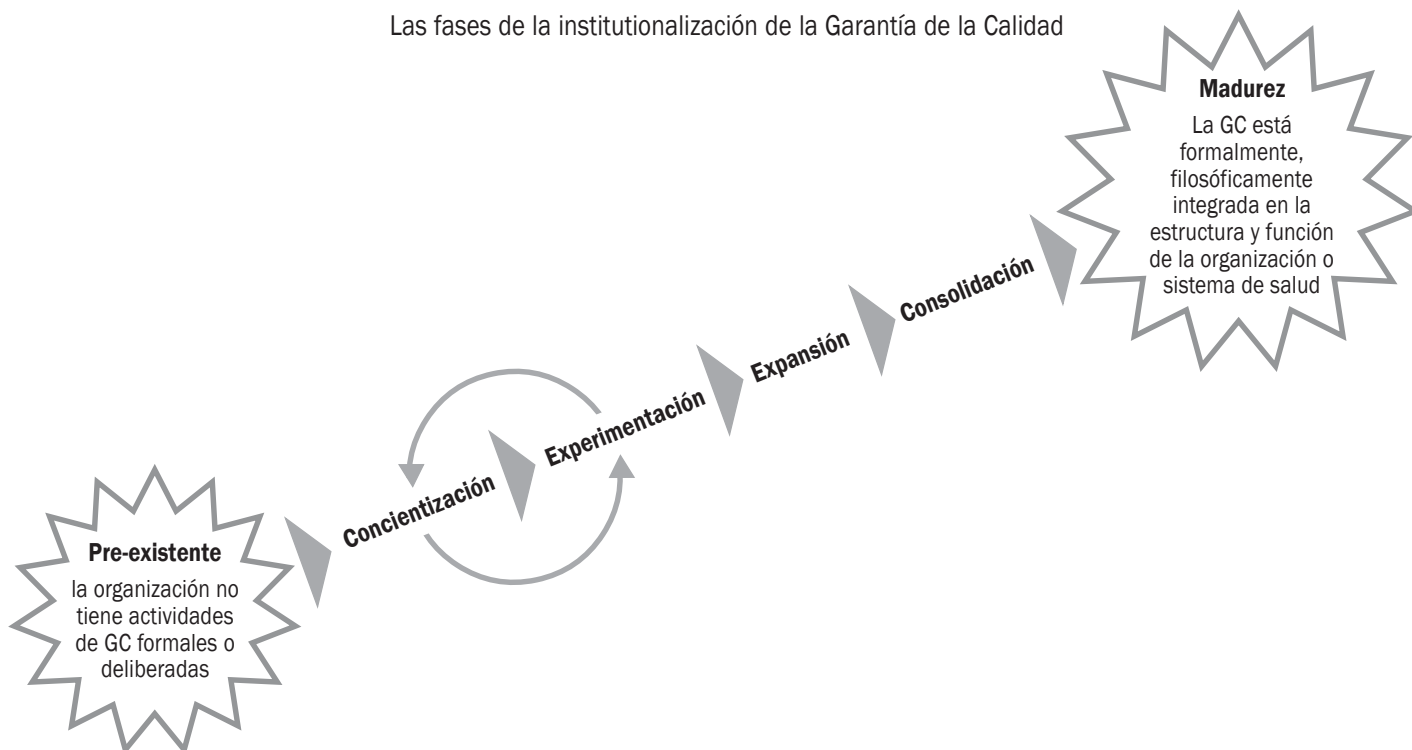 Las fases de la institutionalización de la Garantía de la Calidad
Madurez
La GC está
formalmente,
filosóficamente
integrada en la
estructura y función
de la organización o
sistema de salud
Consolidación
Expansión
Experimentación
Concientización
Pre-existente
la organización no
tiene actividades
de GC formales o
deliberadas